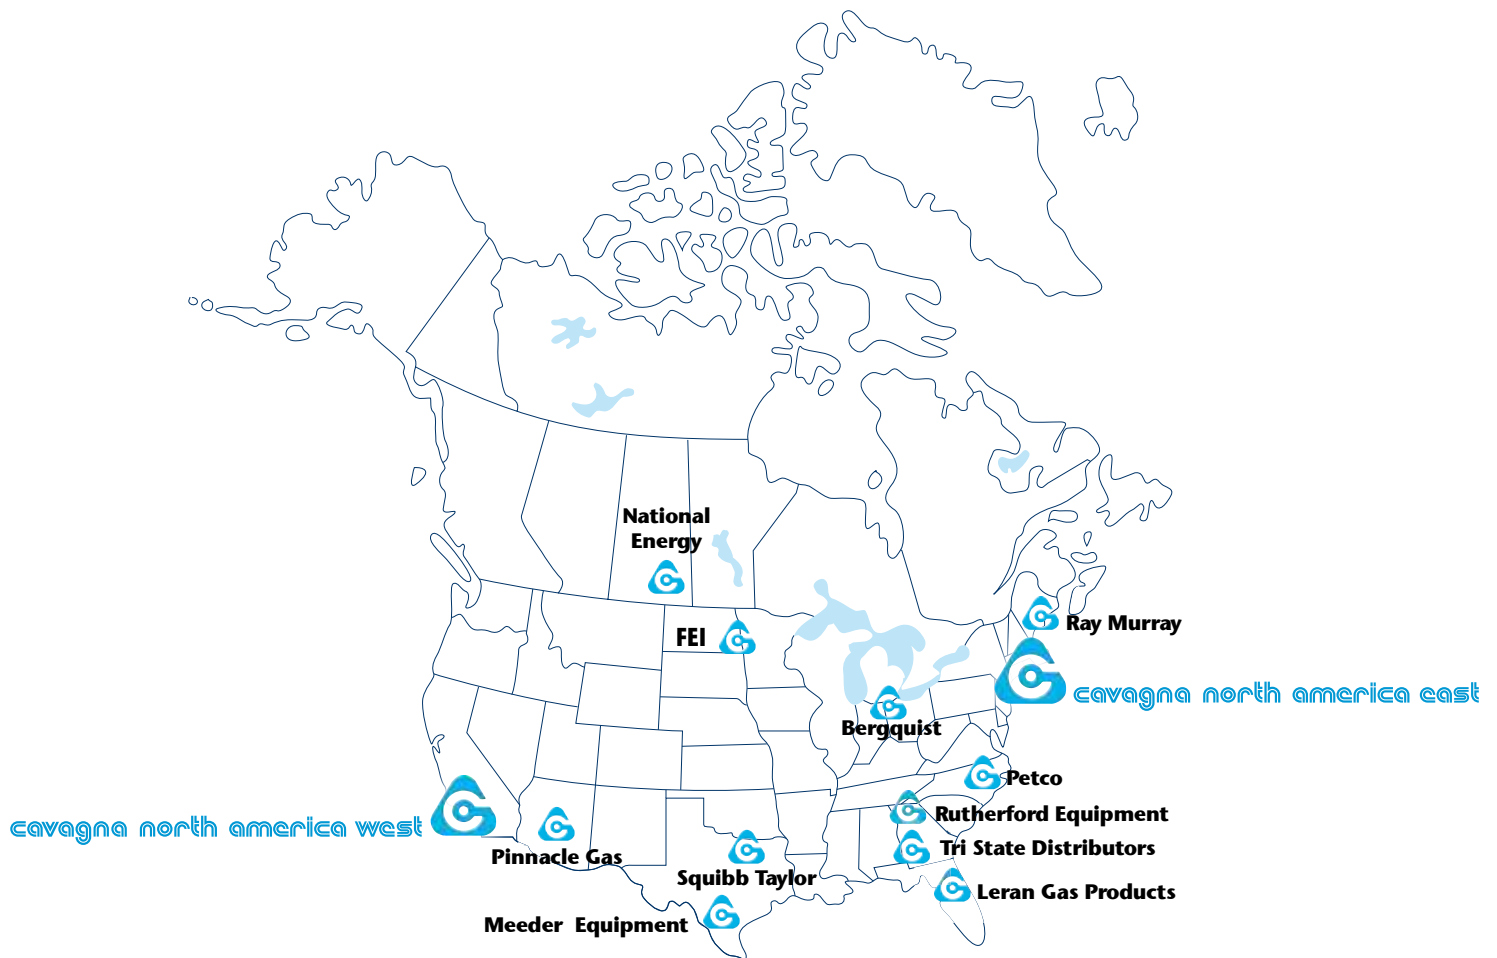 National
Energy
FEI
Ray Murray
cavagna north america east
Bergquist
Petco
Rutherford Equipment
cavagna north america west
Tri State Distributors
Pinnacle Gas
Squibb Taylor
Leran Gas Products
Meeder Equipment